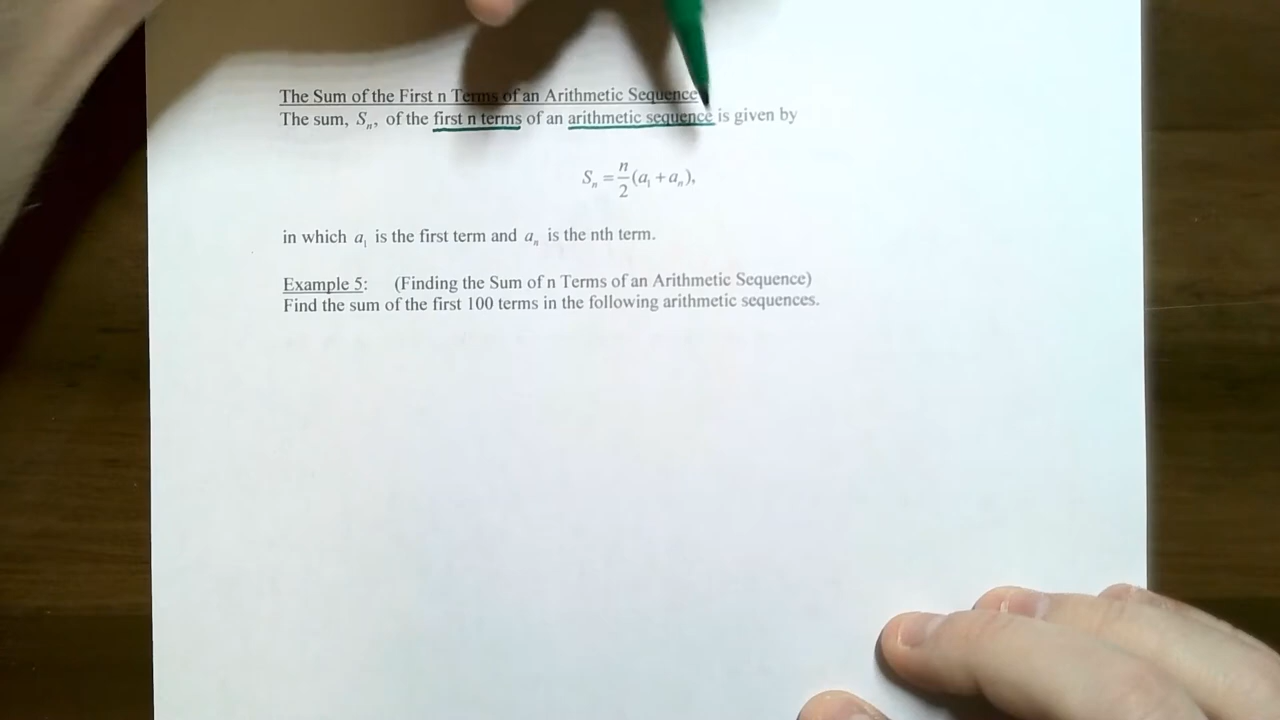 The Sum of the First n Terms of an Arithmetic Sequence
The sum, Sₙ, of the first n terms of an arithmetic sequence is given by
Sₙ = n/2 (a₁ + aₙ),
in which a₁ is the first term and aₙ is the nth term.
Example 5: (Finding the Sum of n Terms of an Arithmetic Sequence)
Find the sum of the first 100 terms in the following arithmetic sequences.